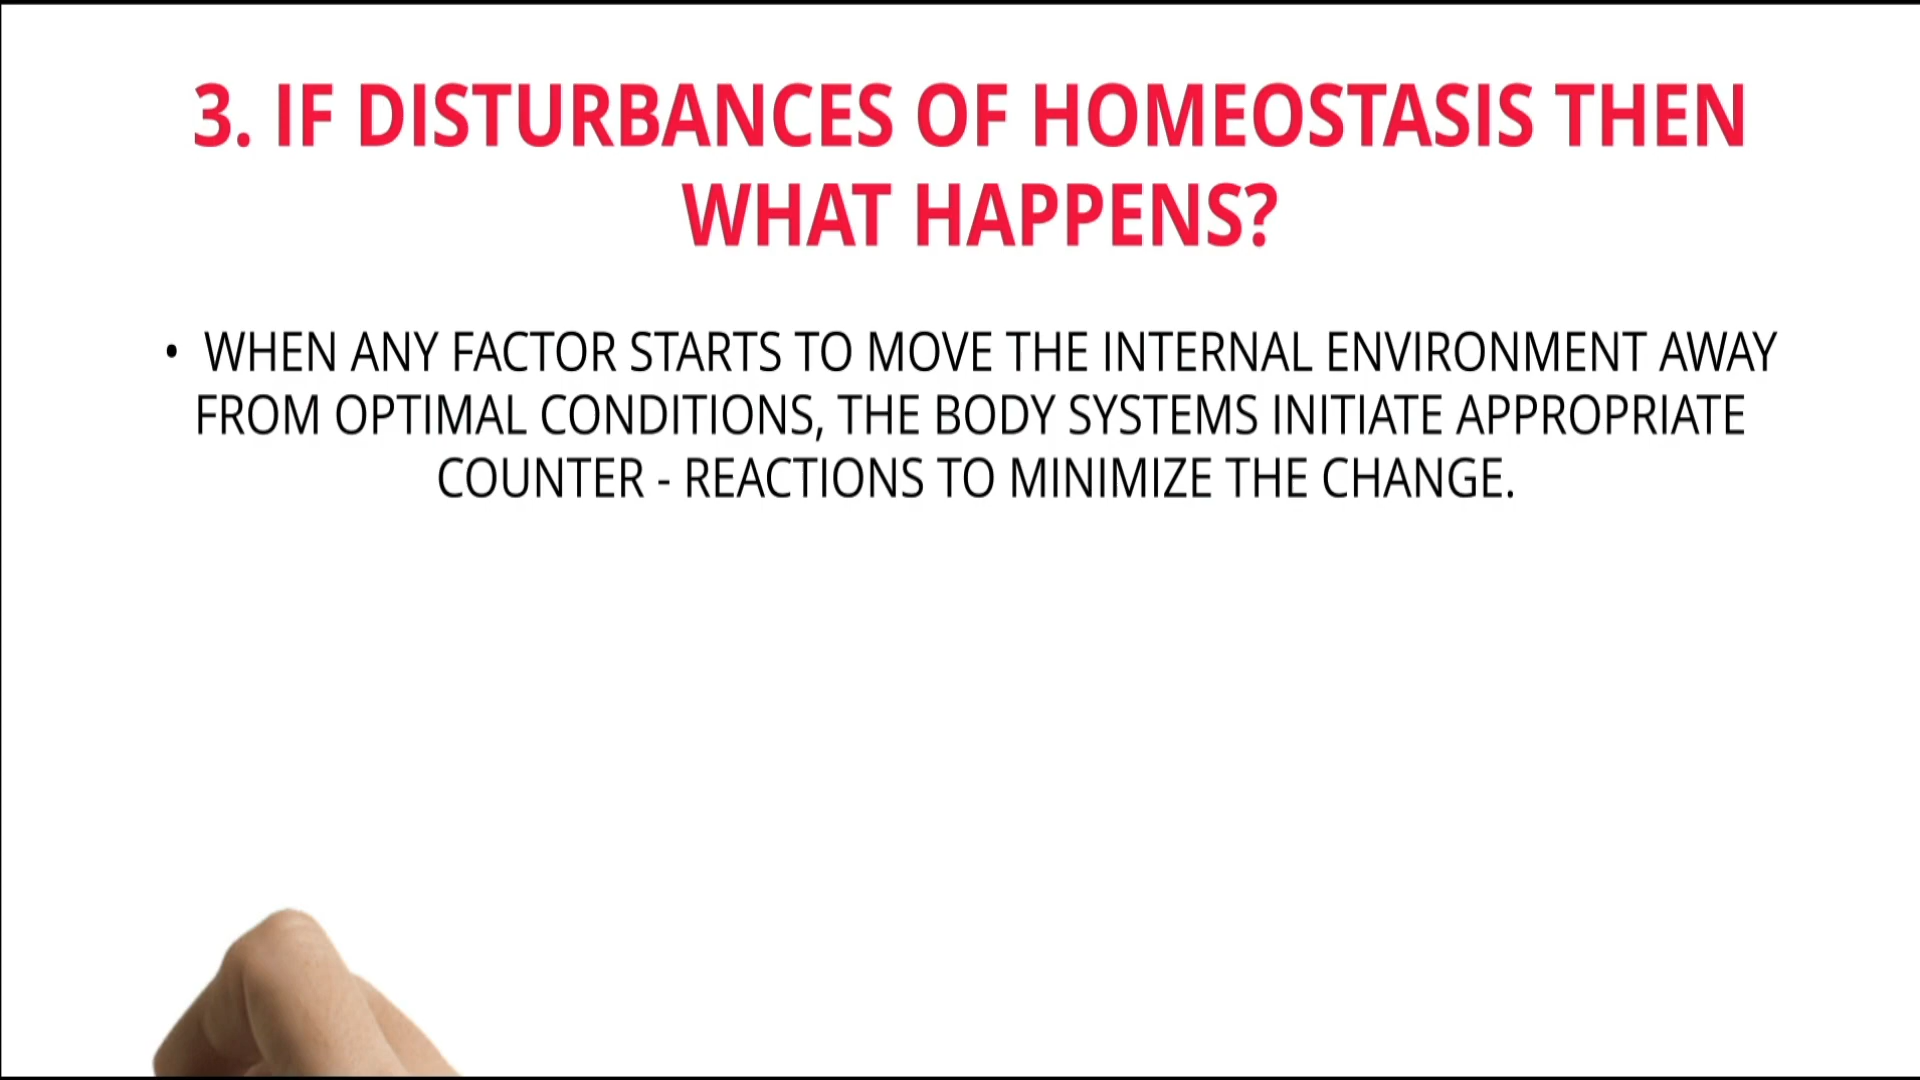 3. IF DISTURBANCES OF HOMEOSTASIS THEN
WHAT HAPPENS?
• WHEN ANY FACTOR STARTS TO MOVE THE INTERNAL ENVIRONMENT AWAY
FROM OPTIMAL CONDITIONS, THE BODY SYSTEMS INITIATE APPROPRIATE
COUNTER - REACTIONS TO MINIMIZE THE CHANGE.